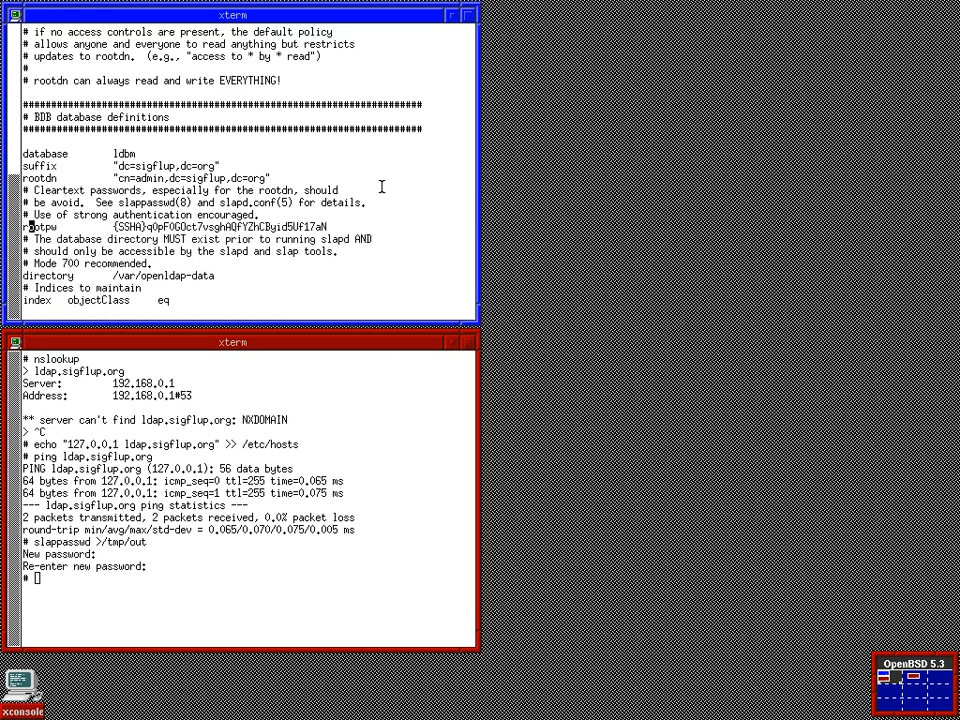 xterm
# if no access controls are present, the default policy
# allows anyone and everyone to read anything but restricts
# updates to rootdn.  (e.g., "access to * by * read")
#
# rootdn can always read and write EVERYTHING!
#######################################################################
# BDB database definitions
#######################################################################
database        ldbm
suffix          "dc=sigflup,dc=org"
rootdn          "cn=admin,dc=sigflup,dc=org"
# Cleartext passwords, especially for the rootdn, should
# be avoid.  See slappasswd(8) and slapd.conf(5) for details.
# Use of strong authentication encouraged.
rootpw          {SSHA}qOpF0GOct7vsghAQfYZhCByid5Uf17aN
# The database directory MUST exist prior to running slapd AND
# should only be accessible by the slapd and slap tools.
# Mode 700 recommended.
directory       /var/openldap-data
# Indices to maintain
index   objectClass     eq
xterm
# nslookup
> ldap.sigflup.org
Server:         192.168.0.1
Address:        192.168.0.1#53
** server can't find ldap.sigflup.org: NXDOMAIN
> ^C
# echo "127.0.0.1 ldap.sigflup.org" >> /etc/hosts
# ping ldap.sigflup.org
PING ldap.sigflup.org (127.0.0.1): 56 data bytes
64 bytes from 127.0.0.1: icmp_seq=0 ttl=255 time=0.065 ms
64 bytes from 127.0.0.1: icmp_seq=1 ttl=255 time=0.075 ms
--- ldap.sigflup.org ping statistics ---
2 packets transmitted, 2 packets received, 0.0% packet loss
round-trip min/avg/max/std-dev = 0.065/0.070/0.075/0.005 ms
# slappasswd >/tmp/out
New password:
Re-enter new password:
#
xconsole
OpenBSD 5.3